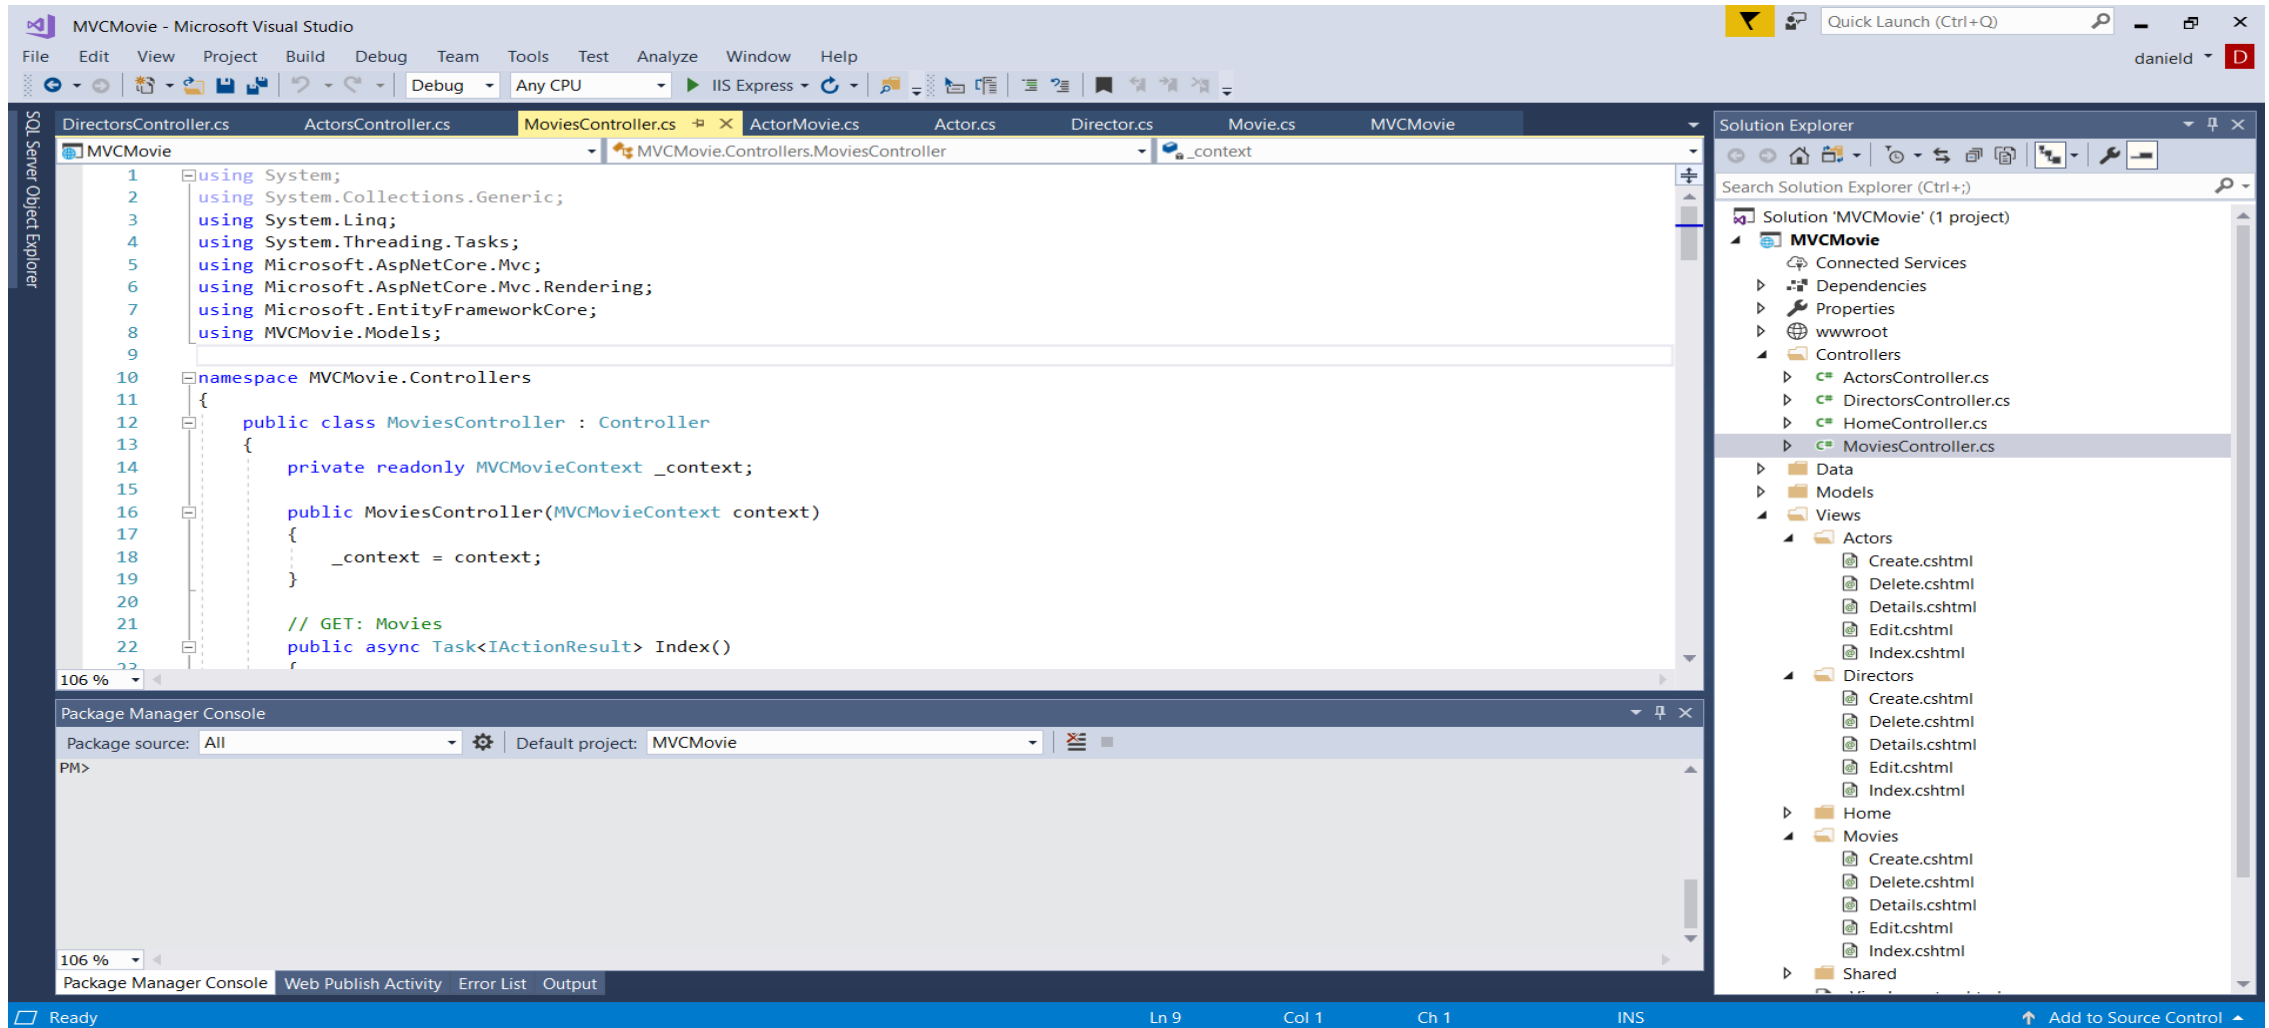 MVCMovie - Microsoft Visual Studio
Quick Launch (Ctrl+Q)
File Edit View Project Build Debug Team Tools Test Analyze Window Help
danield D
Debug Any CPU IIS Express
SQL Server Object Explorer
DirectorsController.cs ActorsController.cs MoviesController.cs ActorMovie.cs Actor.cs Director.cs Movie.cs MVCMovie
MVCMovie MVCMovie.Controllers.MoviesController _context
1 using System;
2 using System.Collections.Generic;
3 using System.Linq;
4 using System.Threading.Tasks;
5 using Microsoft.AspNetCore.Mvc;
6 using Microsoft.AspNetCore.Mvc.Rendering;
7 using Microsoft.EntityFrameworkCore;
8 using MVCMovie.Models;
9
10 namespace MVCMovie.Controllers
11 {
12 public class MoviesController : Controller
13 {
14 private readonly MVCMovieContext _context;
15
16 public MoviesController(MVCMovieContext context)
17 {
18 _context = context;
19 }
20
21 // GET: Movies
22 public async Task<IActionResult> Index()
23 {
106 %
Package Manager Console
Package source: All Default project: MVCMovie
PM>
106 %
Package Manager Console Web Publish Activity Error List Output
Solution Explorer
Search Solution Explorer (Ctrl+;)
Solution 'MVCMovie' (1 project)
MVCMovie
Connected Services
Dependencies
Properties
wwwroot
Controllers
C# ActorsController.cs
C# DirectorsController.cs
C# HomeController.cs
C# MoviesController.cs
Data
Models
Views
Actors
Create.cshtml
Delete.cshtml
Details.cshtml
Edit.cshtml
Index.cshtml
Directors
Create.cshtml
Delete.cshtml
Details.cshtml
Edit.cshtml
Index.cshtml
Home
Movies
Create.cshtml
Delete.cshtml
Details.cshtml
Edit.cshtml
Index.cshtml
Shared
Ready Ln 9 Col 1 Ch 1 INS Add to Source Control